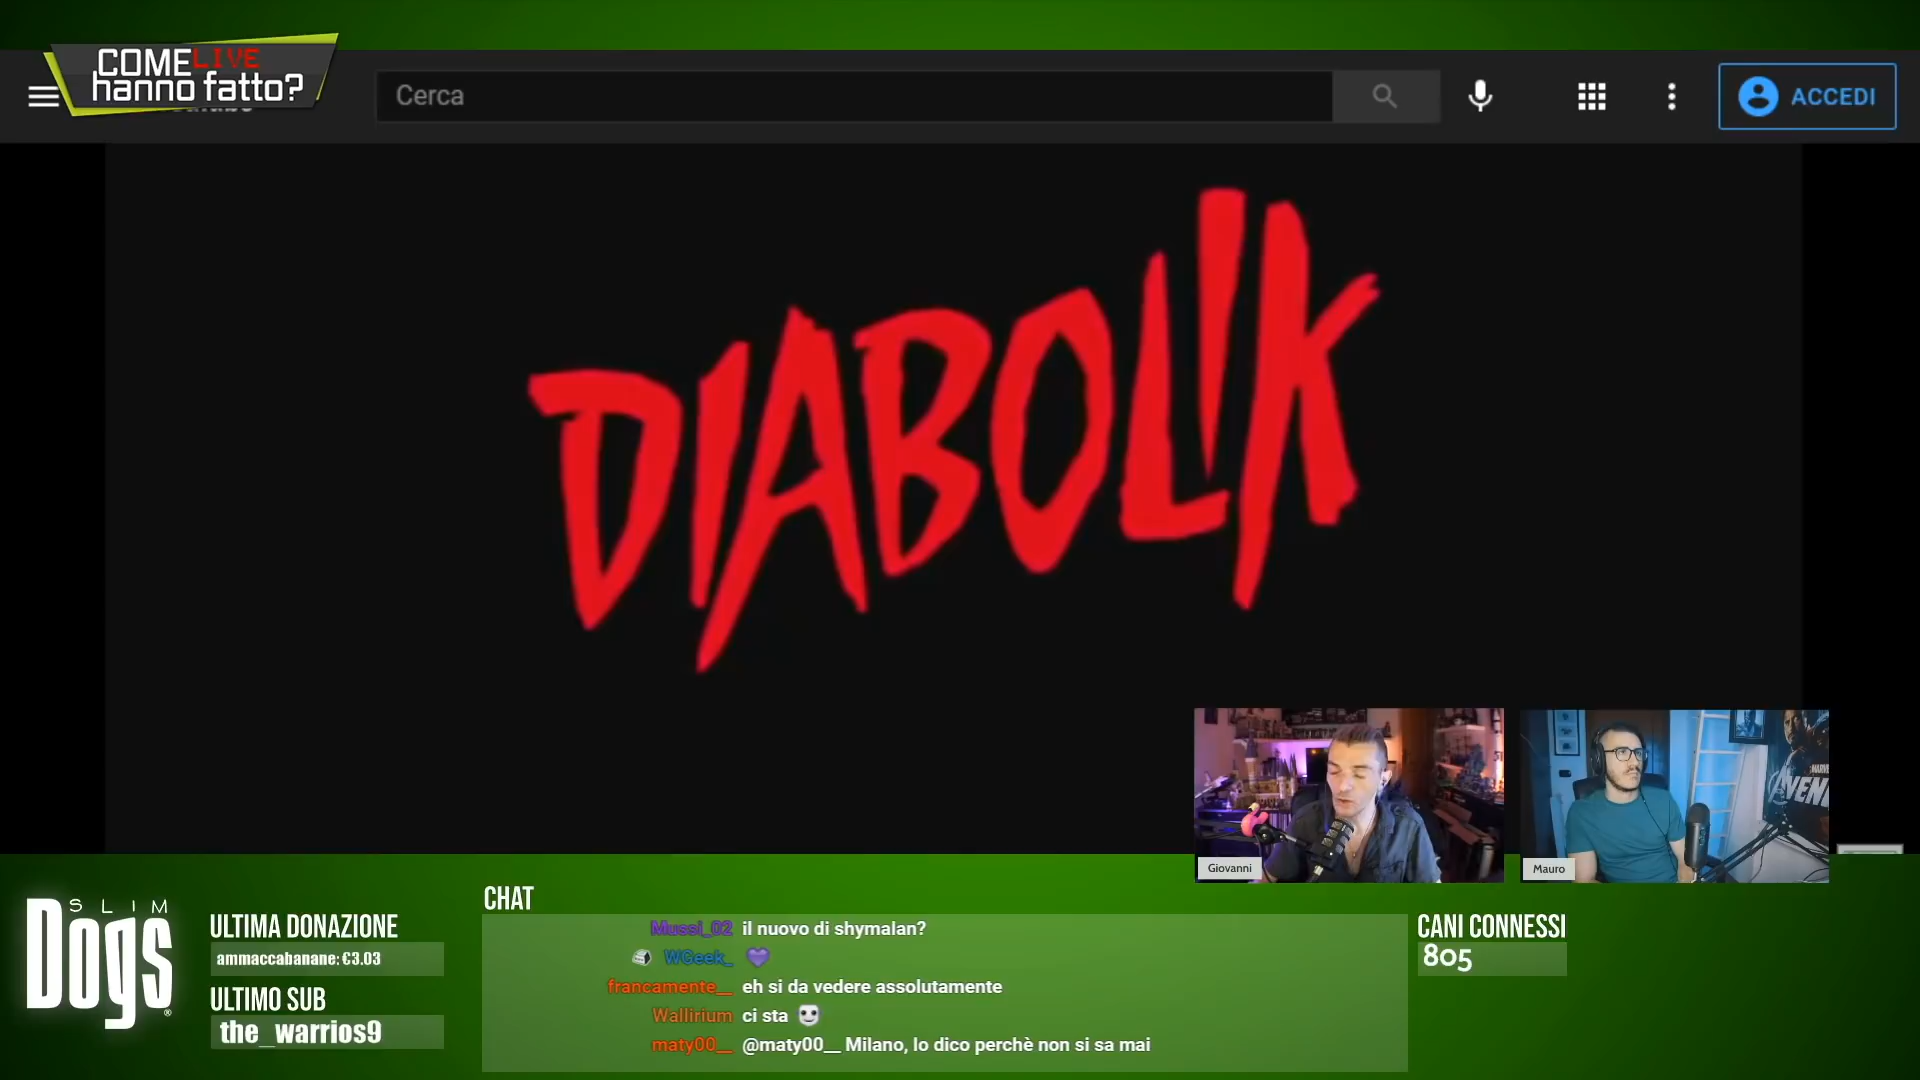 COME LIVE
hanno fatto?
Cerca
ACCEDI
DIABOLIK
Giovanni
Mauro
SLIM
Dogs
ULTIMA DONAZIONE
ammaccabanane: €3.03
ULTIMO SUB
the_warrios9
CHAT
Mussi_02 il nuovo di shymalan?
WGeek_
francamente__ eh si da vedere assolutamente
Wallirium ci sta
maty00__ @maty00__ Milano, lo dico perchè non si sa mai
CANI CONNESSI
805